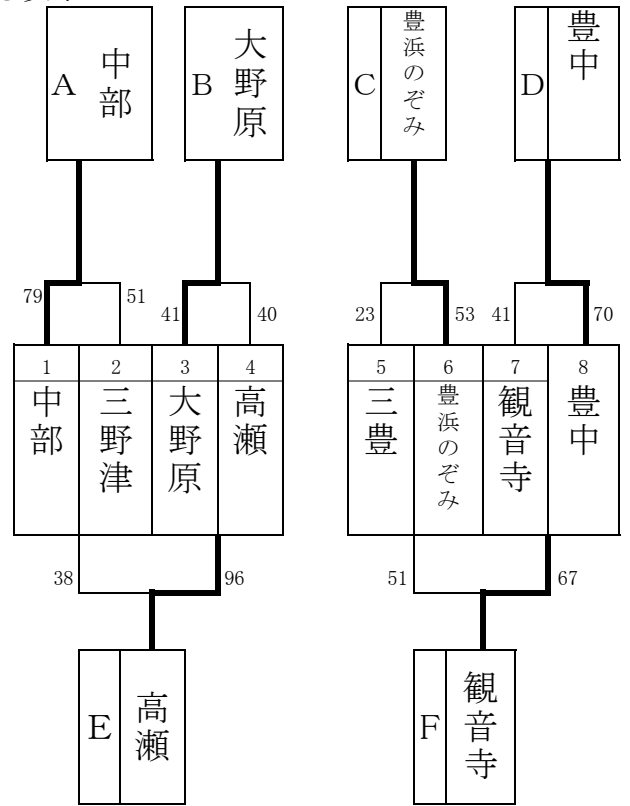 A 中部
B 大野原
C 豊浜のぞみ
D 豊中
79 51 41 40 23 53 41 70
1 2 3 4 5 6 7 8
中部
三野津
大野原
高瀬
三豊
豊浜のぞみ
観音寺
豊中
38 96 51 67
E 高瀬
F 観音寺